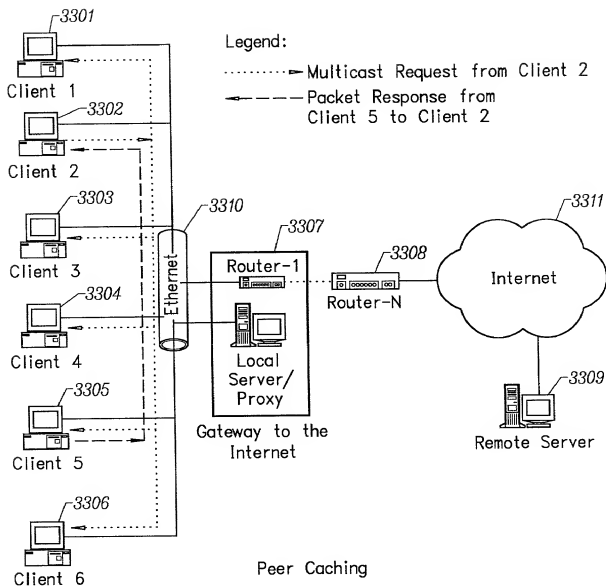 3301
Client 1
3302
Client 2
3303
Client 3
3304
Client 4
3305
Client 5
3306
Client 6
Legend:
Multicast Request from Client 2
Packet Response from
Client 5 to Client 2
3310
Ethernet
3307
Router-1
Local
Server/
Proxy
Gateway to the
Internet
3308
Router-N
3311
Internet
3309
Remote Server
Peer Caching